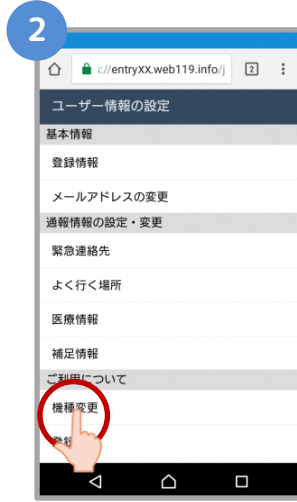 2
://entryXX.web119.info/j
2
ユーザー情報の設定
基本情報
登録情報
メールアドレスの変更
通報情報の設定・変更
緊急連絡先
よく行く場所
医療情報
補足情報
ご利用について
機種変更
登録